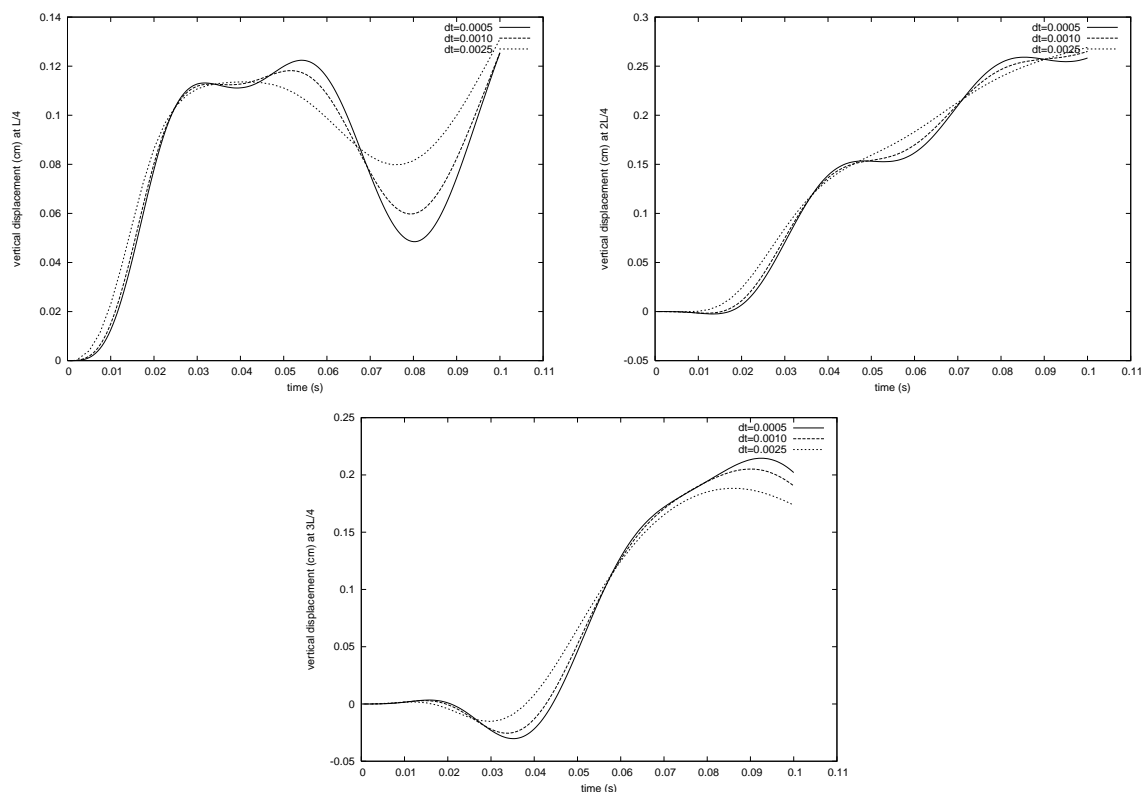 vertical displacement (cm) at L/4
0.14
0.12
0.1
0.08
0.06
0.04
0.02
0
dt=0.0005
dt=0.0010
dt=0.0025
0 0.01 0.02 0.03 0.04 0.05 0.06 0.07 0.08 0.09 0.1 0.11
time (s)
vertical displacement (cm) at 2L/4
0.3
0.25
0.2
0.15
0.1
0.05
0
-0.05
dt=0.0005
dt=0.0010
dt=0.0025
0 0.01 0.02 0.03 0.04 0.05 0.06 0.07 0.08 0.09 0.1 0.11
time (s)
vertical displacement (cm) at 3L/4
0.25
0.2
0.15
0.1
0.05
0
-0.05
dt=0.0005
dt=0.0010
dt=0.0025
0 0.01 0.02 0.03 0.04 0.05 0.06 0.07 0.08 0.09 0.1 0.11
time (s)